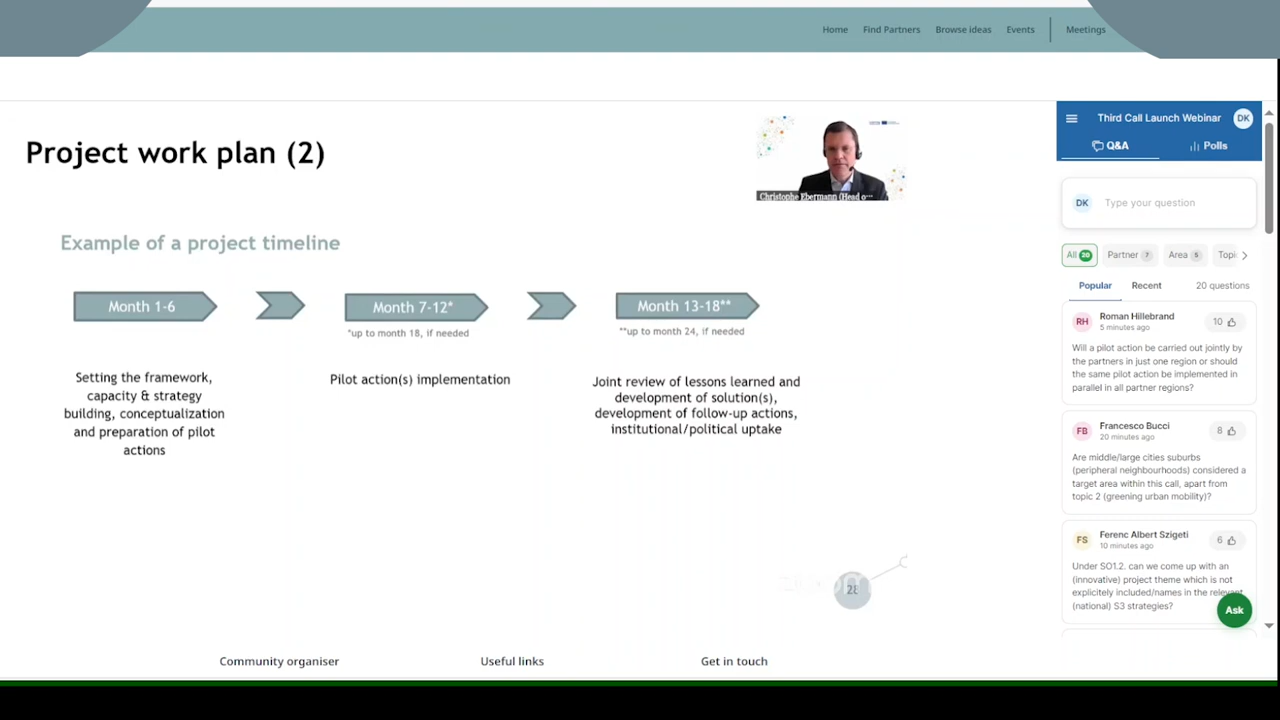 Home Find Partners Browse ideas Events Meetings
Project work plan (2)
Christophe Ebermann (Head o...
Example of a project timeline
Month 1-6
Month 7-12*
Month 13-18**
*up to month 18, if needed
**up to month 24, if needed
Setting the framework,
capacity & strategy
building, conceptualization
and preparation of pilot
actions
Pilot action(s) implementation
Joint review of lessons learned and
development of solution(s),
development of follow-up actions,
institutional/political uptake
Community organiser
Useful links
Get in touch
Third Call Launch Webinar
DK
Q&A
Polls
DK
Type your question
All 20
Partner 7
Area 5
Topi
Popular
Recent
20 questions
RH
Roman Hillebrand
5 minutes ago
10
Will a pilot action be carried out jointly by
the partners in just one region or should
the same pilot action be implemented in
parallel in all partner regions?
FB
Francesco Bucci
20 minutes ago
8
Are middle/large cities suburbs
(peripheral neighbourhoods) considered a
target area within this call, apart from
topic 2 (greening urban mobility)?
FS
Ferenc Albert Szigeti
10 minutes ago
6
Under SO1.2. can we come up with an
(innovative) project theme which is not
explicitely included/names in the relevant
(national) S3 strategies?
Ask